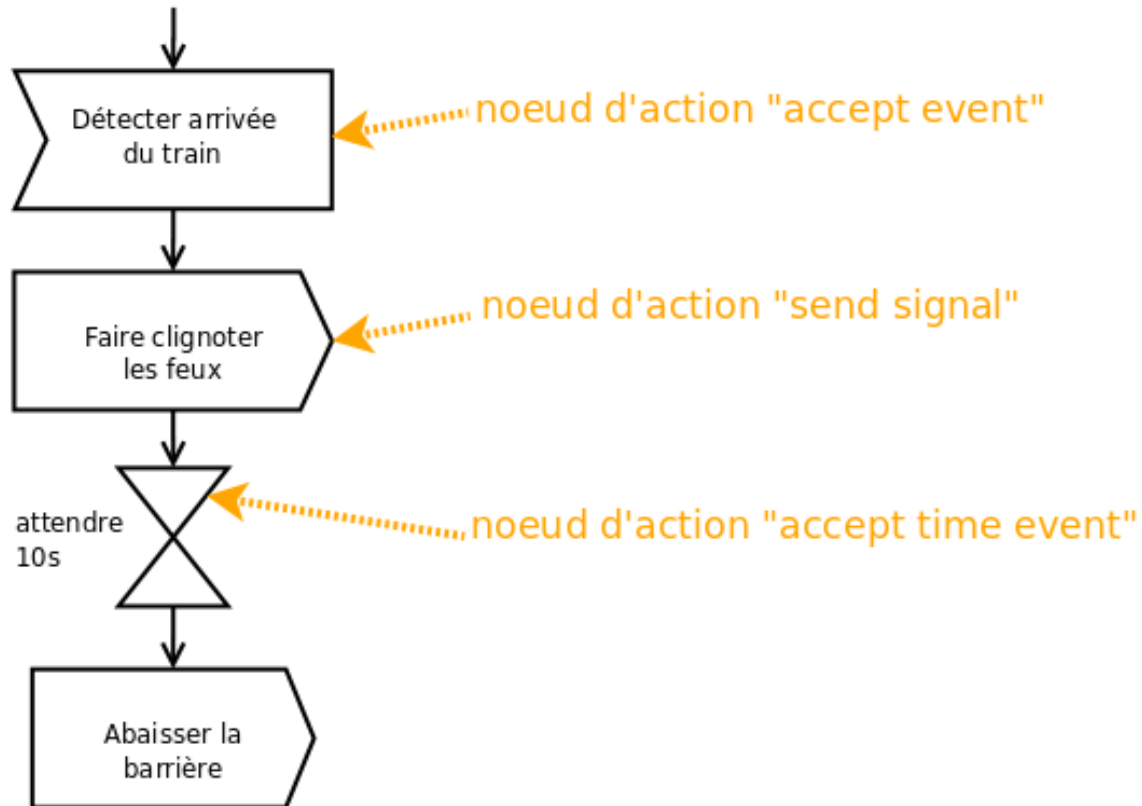 Détecter arrivée
du train
noeud d'action "accept event"
Faire clignoter
les feux
noeud d'action "send signal"
attendre
10s
noeud d'action "accept time event"
Abaisser la
barrière